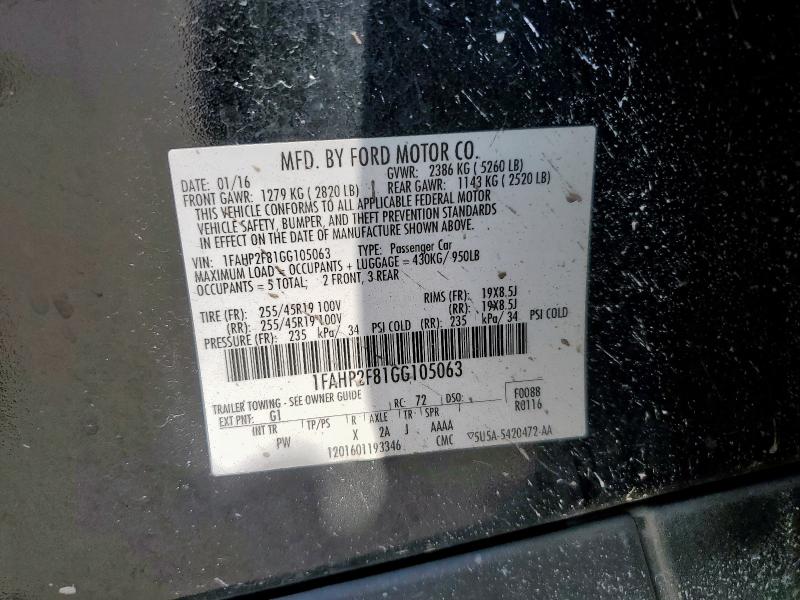 MFD. BY FORD MOTOR CO.
DATE: 01/16 GVWR: 2386 KG ( 5260 LB)
FRONT GAWR: 1279 KG ( 2820 LB) REAR GAWR: 1143 KG ( 2520 LB)
THIS VEHICLE CONFORMS TO ALL APPLICABLE FEDERAL MOTOR
VEHICLE SAFETY, BUMPER, AND THEFT PREVENTION STANDARDS
IN EFFECT ON THE DATE OF MANUFACTURE SHOWN ABOVE.
VIN: 1FAHP2F81GG105063 TYPE: Passenger Car
MAXIMUM LOAD = OCCUPANTS + LUGGAGE = 430KG/ 950LB
OCCUPANTS = 5 TOTAL; 2 FRONT, 3 REAR
TIRE (FR): 255/45R19 100V RIMS (FR): 19X8.5J
(RR): 255/45R19 100V (RR): 19X8.5J
PRESSURE (FR): 235 kPa/ 34 PSI COLD (RR): 235 kPa/ 34 PSI COLD
1FAHP2F81GG105063
TRAILER TOWING - SEE OWNER GUIDE
EXT PNT: G1 RC: 72 DSO: F0088
R0116
INT TR TP/PS R AXLE TR SPR
PW X 2A J AAAA
1201601193346 CMC ▽5U5A-5420472-AA